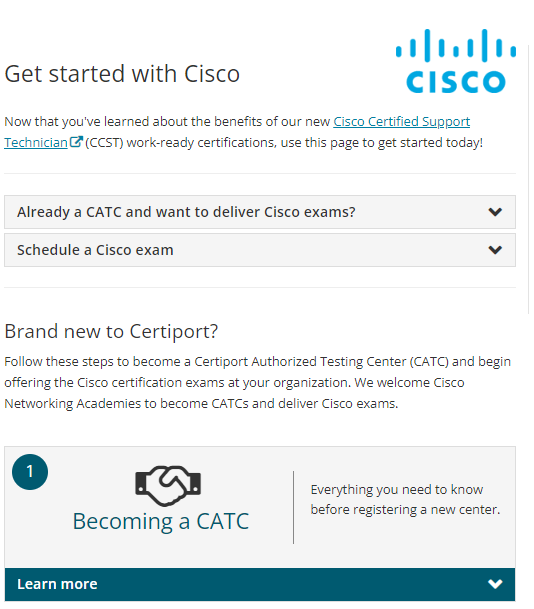 CISCO
Get started with Cisco
Now that you've learned about the benefits of our new Cisco Certified Support
Technician (CCST) work-ready certifications, use this page to get started today!
Already a CATC and want to deliver Cisco exams?
Schedule a Cisco exam
Brand new to Certiport?
Follow these steps to become a Certiport Authorized Testing Center (CATC) and begin
offering the Cisco certification exams at your organization. We welcome Cisco
Networking Academies to become CATCs and deliver Cisco exams.
1
Becoming a CATC
Everything you need to know
before registering a new center.
Learn more